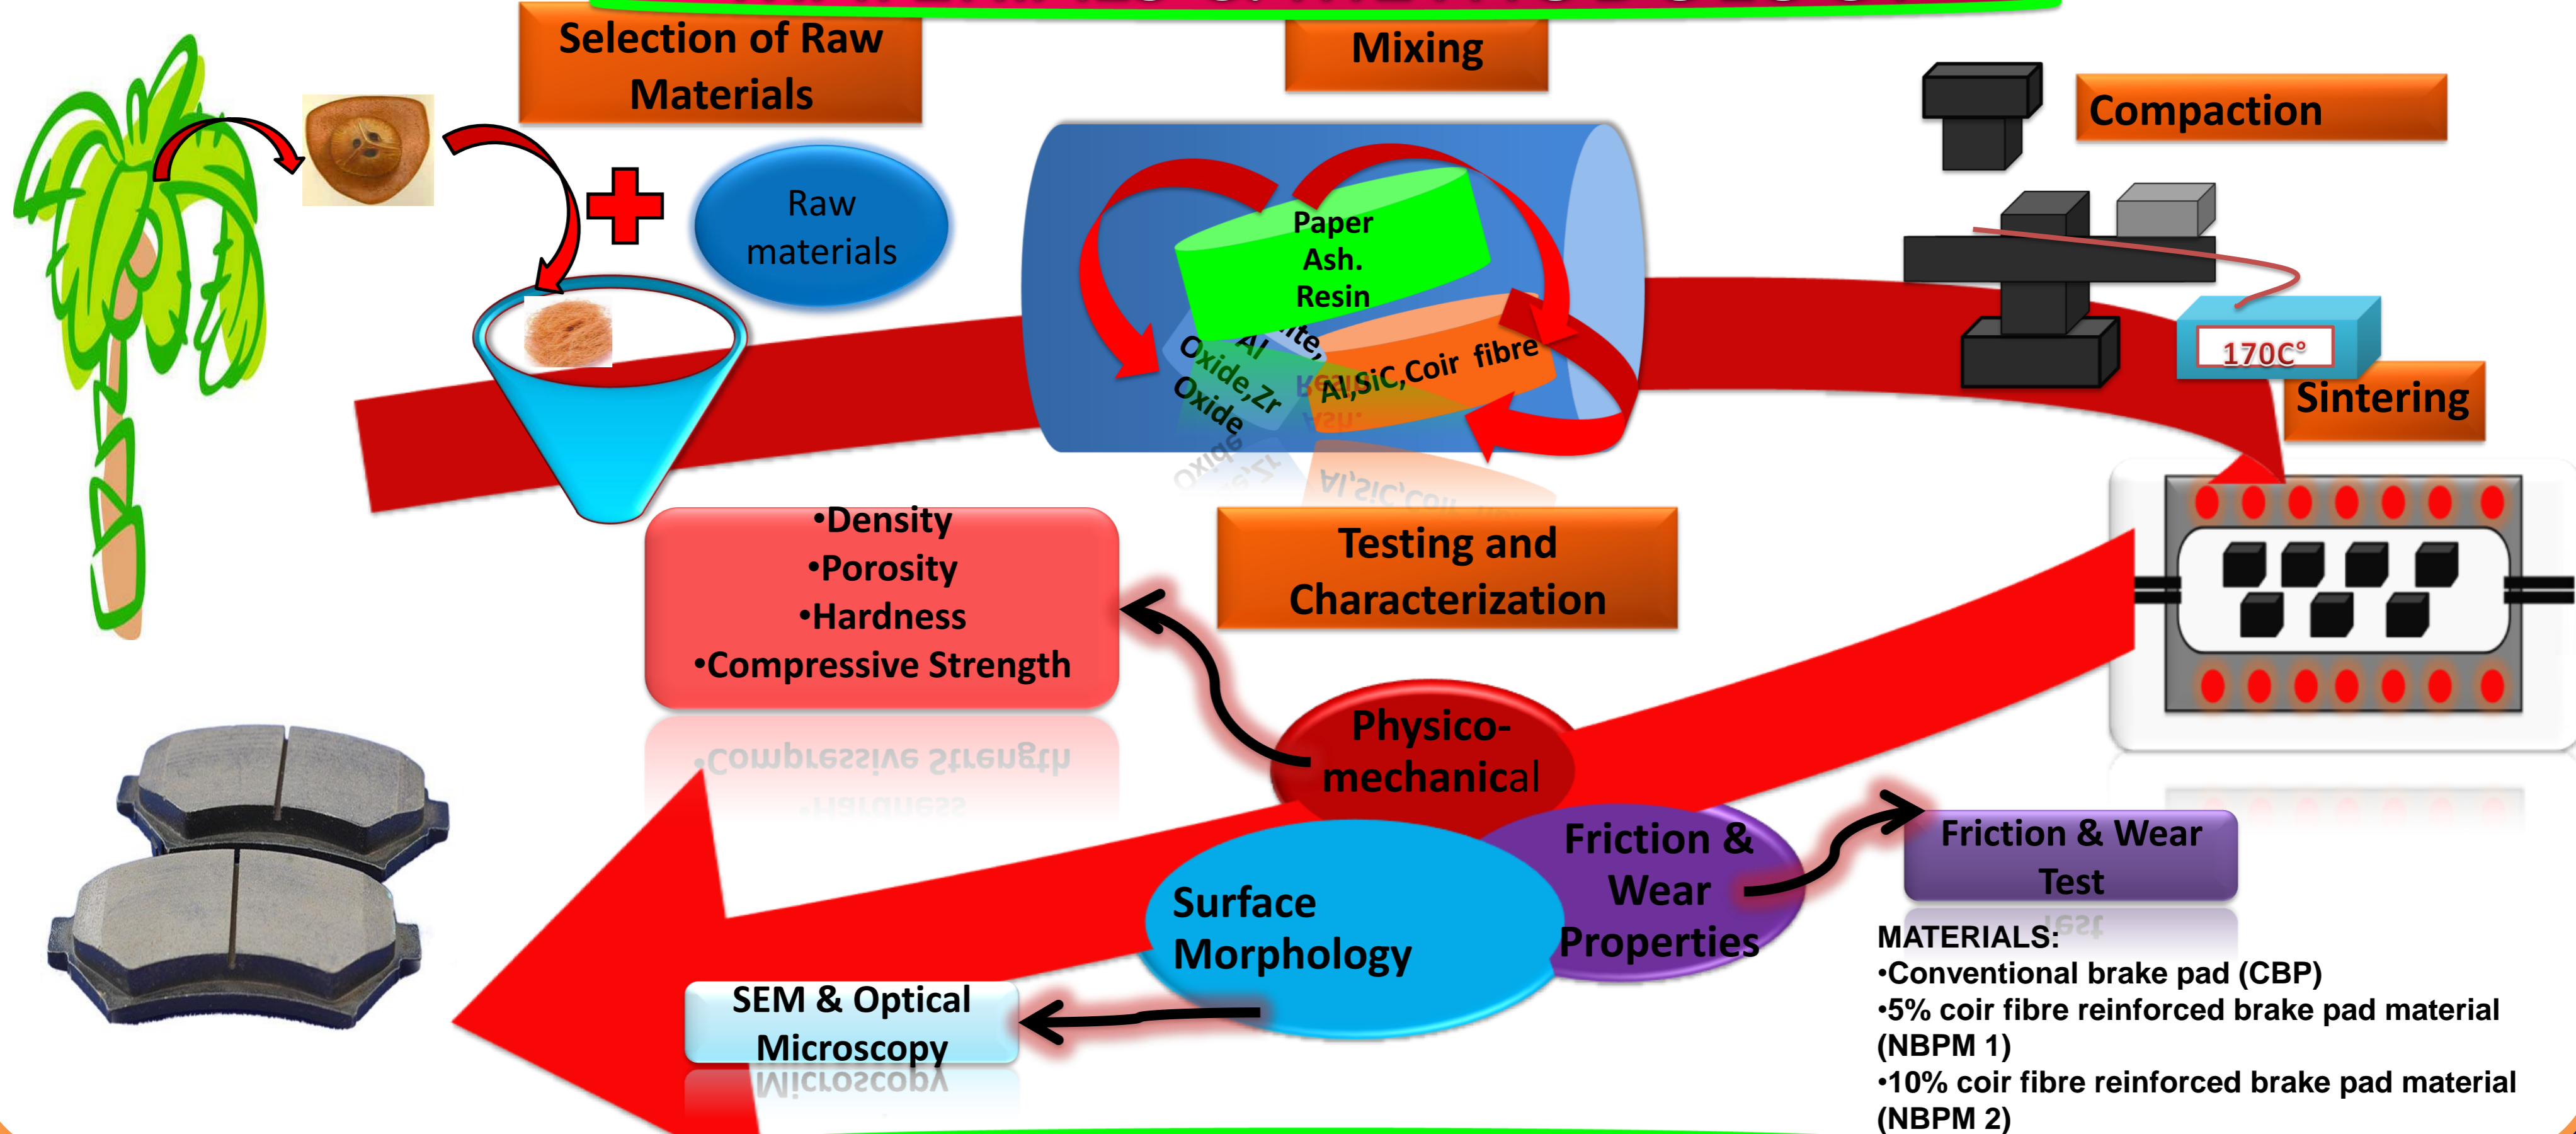 Selection of Raw
Materials
Mixing
Compaction
Raw
materials
Paper
Ash.
Resin
Al
Oxide,Zr
Oxide
Al,SiC,Coir fibre
170C°
Sintering
•Density
•Porosity
•Hardness
•Compressive Strength
Testing and
Characterization
Physico-
mechanical
Friction &
Wear
Properties
Friction & Wear
Test
Surface
Morphology
SEM & Optical
Microscopy
MATERIALS:
•Conventional brake pad (CBP)
•5% coir fibre reinforced brake pad material
(NBPM 1)
•10% coir fibre reinforced brake pad material
(NBPM 2)